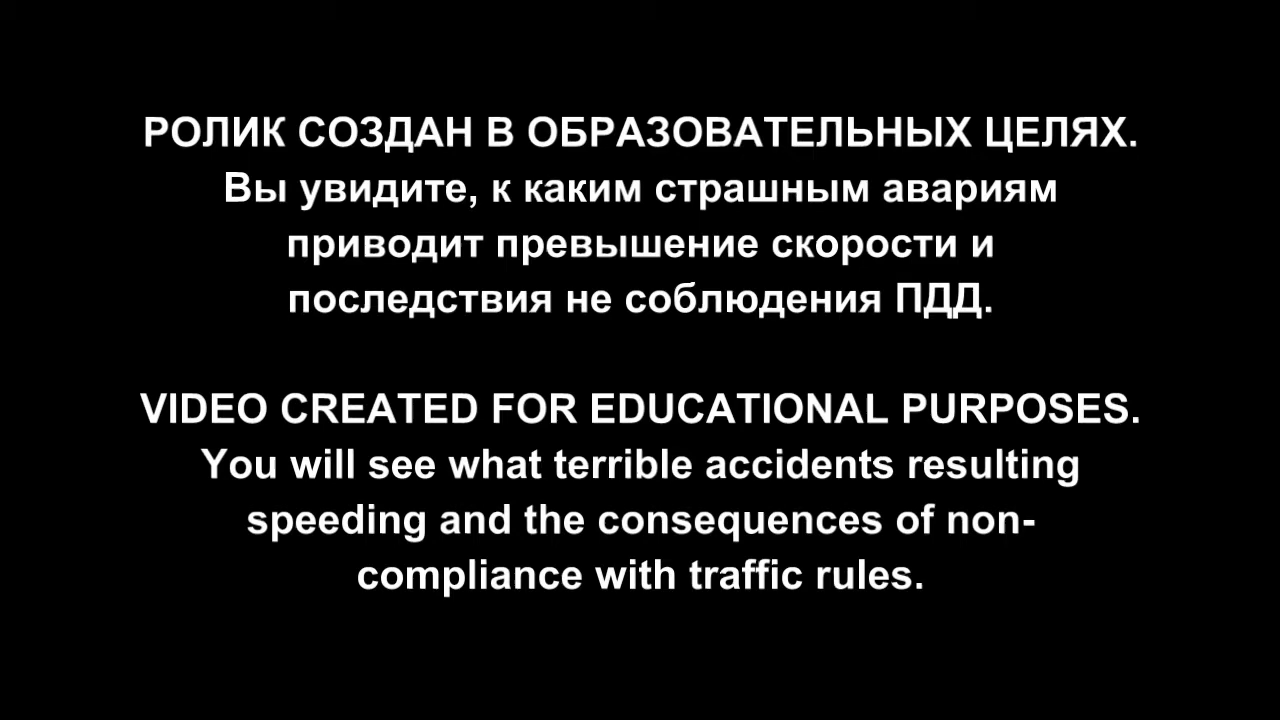 РОЛИК СОЗДАН В ОБРАЗОВАТЕЛЬНЫХ ЦЕЛЯХ.
Вы увидите, к каким страшным авариям
приводит превышение скорости и
последствия не соблюдения ПДД.
VIDEO CREATED FOR EDUCATIONAL PURPOSES.
You will see what terrible accidents resulting
speeding and the consequences of non-
compliance with traffic rules.